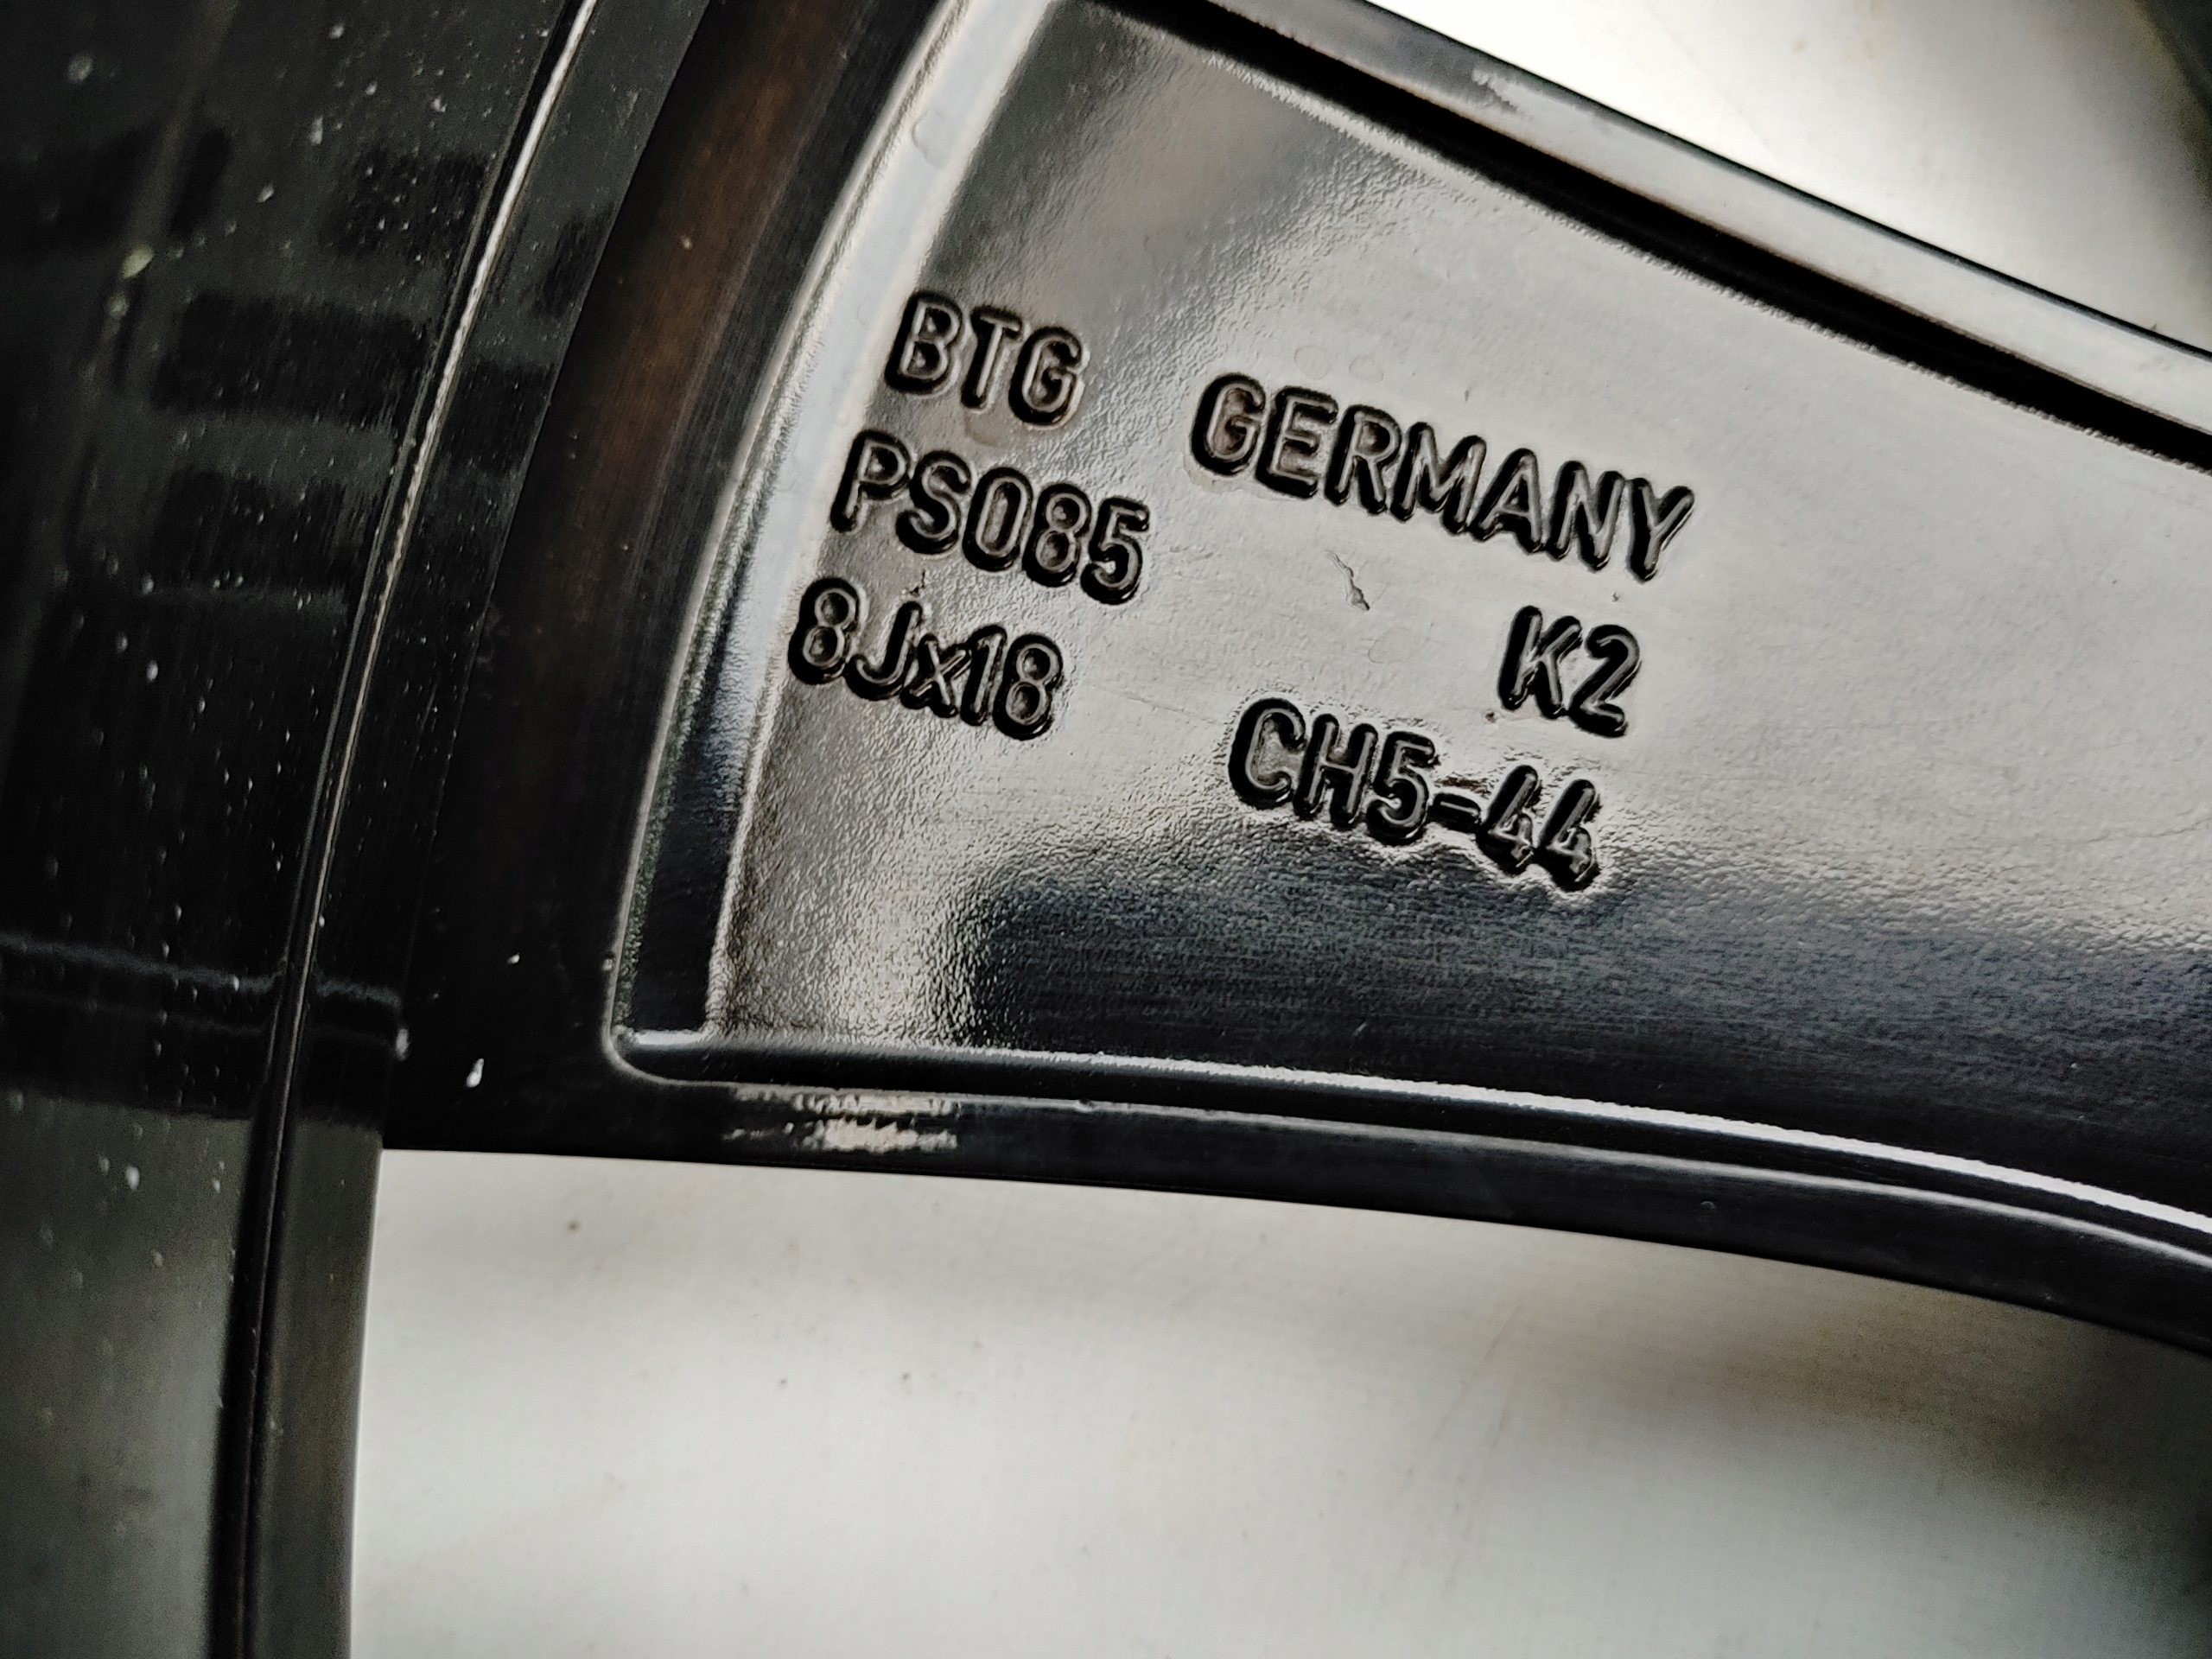 BTG GERMANY
PS085 K2
8Jx18 CH5-44